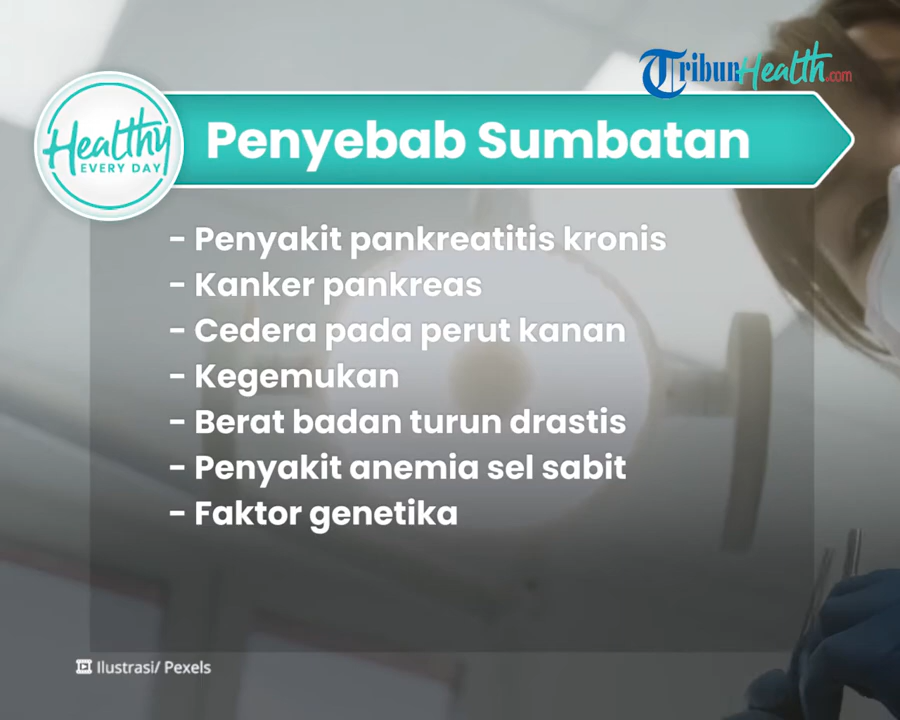 TribunHealth.com
Healthy
EVERY DAY
Penyebab Sumbatan
- Penyakit pankreatitis kronis
- Kanker pankreas
- Cedera pada perut kanan
- Kegemukan
- Berat badan turun drastis
- Penyakit anemia sel sabit
- Faktor genetika
Ilustrasi/ Pexels